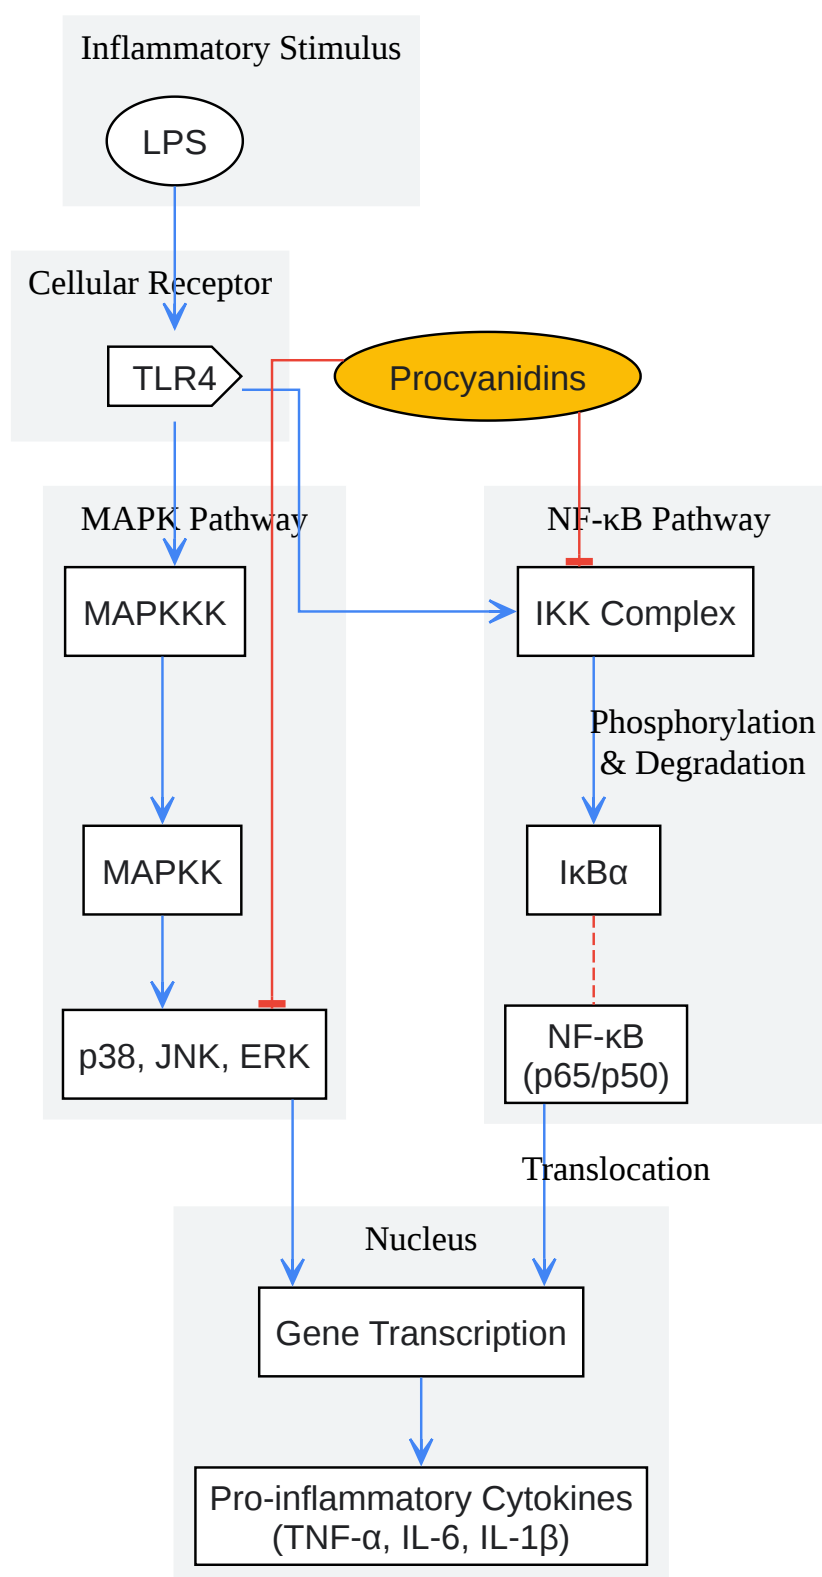 Inflammatory Stimulus
LPS
Cellular Receptor
TLR4
Procyanidins
MAPK Pathway
NF-κB Pathway
MAPKKK
IKK Complex
Phosphorylation
& Degradation
MAPKK
IκBα
p38, JNK, ERK
NF-κB
(p65/p50)
Translocation
Nucleus
Gene Transcription
Pro-inflammatory Cytokines
(TNF-α, IL-6, IL-1β)